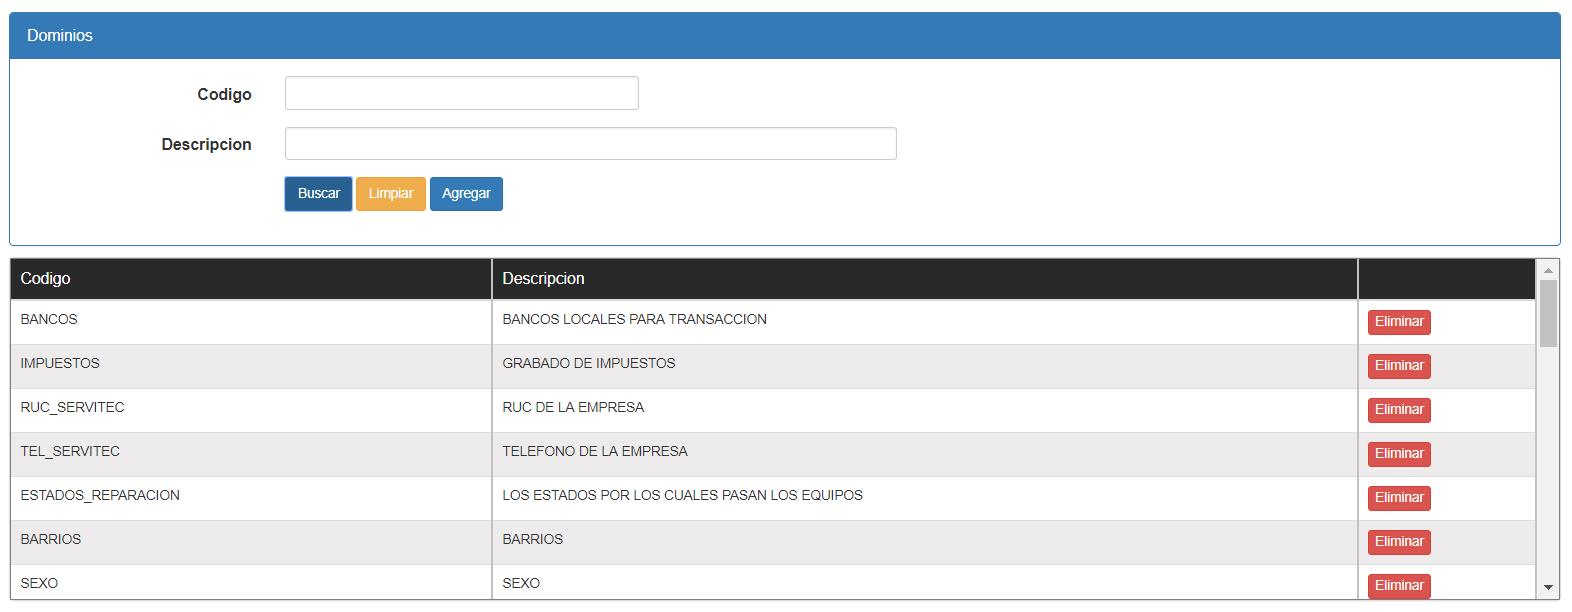 Dominios
Codigo
Descripcion
Buscar Limpiar Agregar
Codigo Descripcion
BANCOS BANCOS LOCALES PARA TRANSACCION Eliminar
IMPUESTOS GRABADO DE IMPUESTOS Eliminar
RUC_SERVITEC RUC DE LA EMPRESA Eliminar
TEL_SERVITEC TELEFONO DE LA EMPRESA Eliminar
ESTADOS_REPARACION LOS ESTADOS POR LOS CUALES PASAN LOS EQUIPOS Eliminar
BARRIOS BARRIOS Eliminar
SEXO SEXO Eliminar